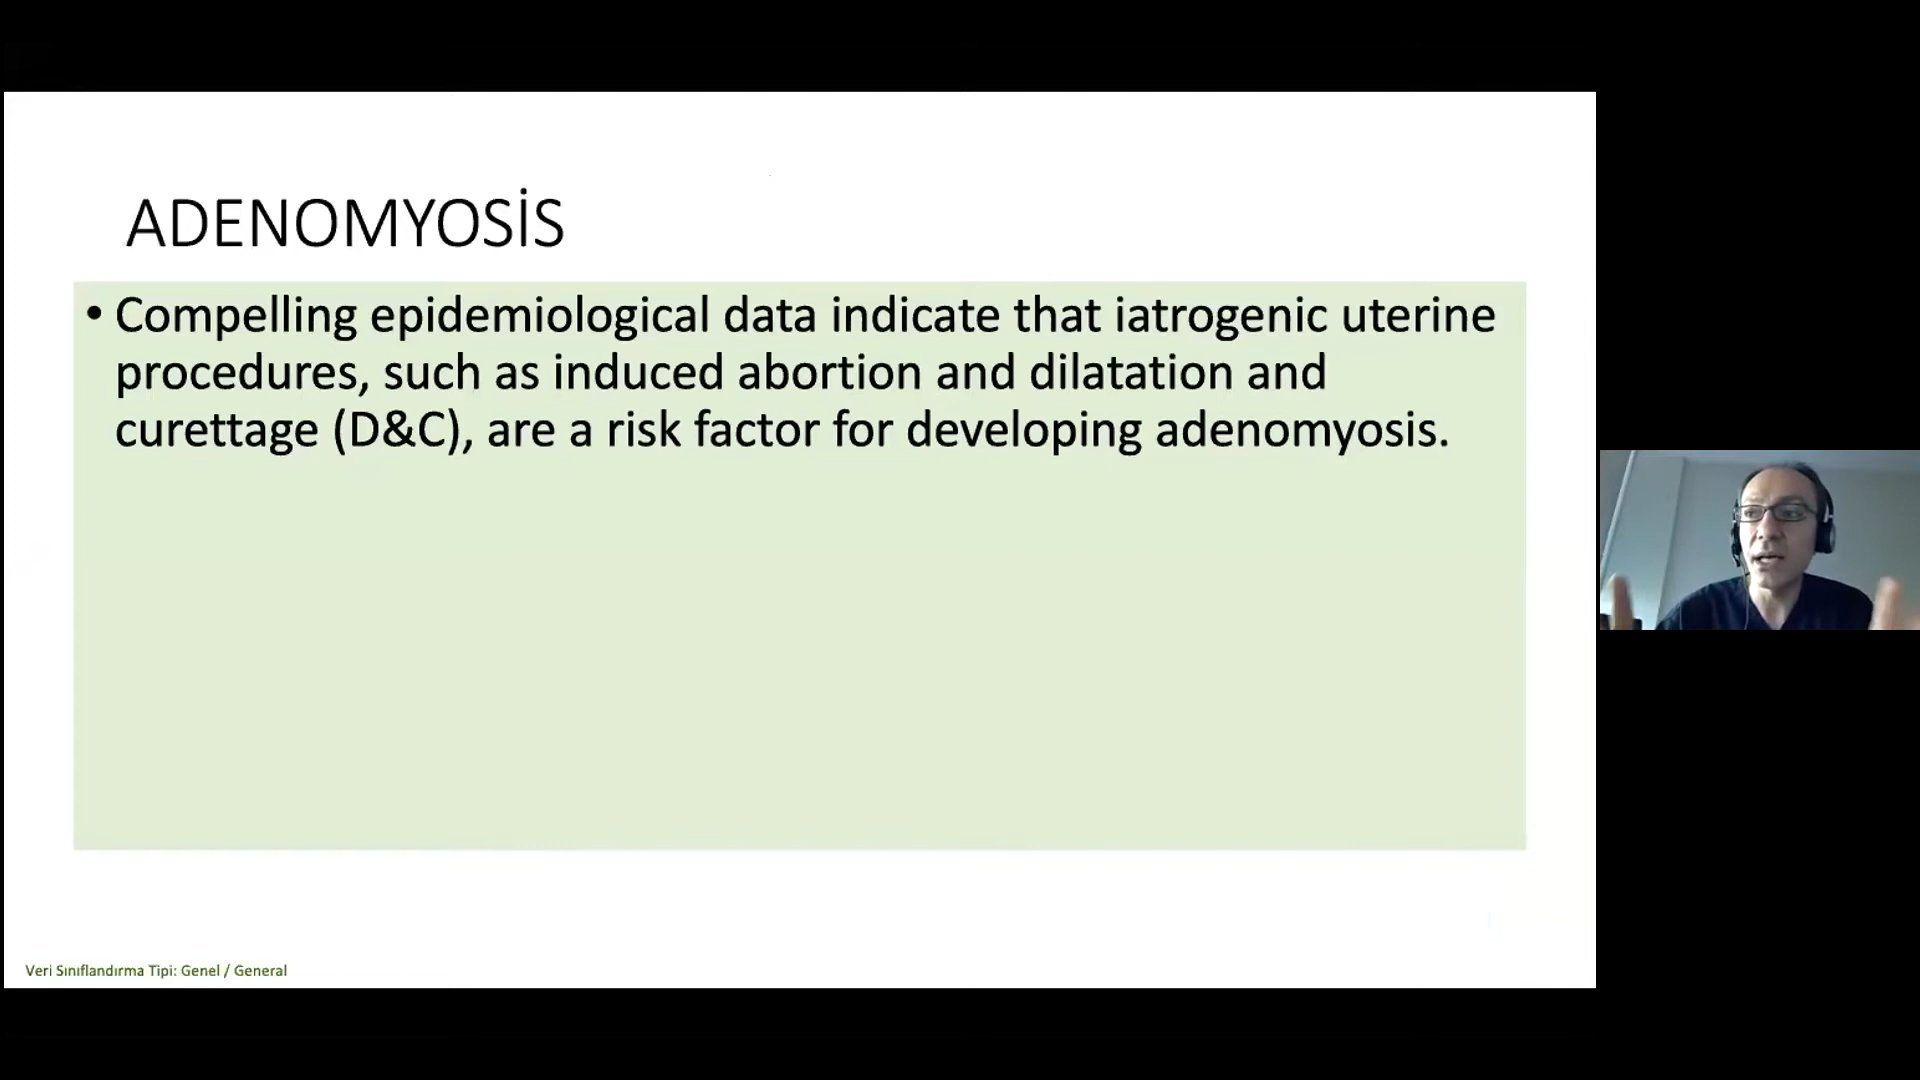 ADENOMYOSİS
• Compelling epidemiological data indicate that iatrogenic uterine
procedures, such as induced abortion and dilatation and
curettage (D&C), are a risk factor for developing adenomyosis.
Veri Sınıflandırma Tipi: Genel / General